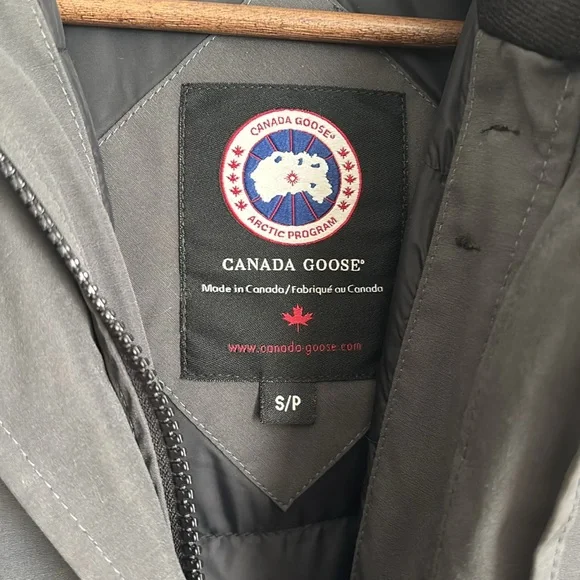 CANADA GOOSE®
ARCTIC PROGRAM
CANADA GOOSE®
Made in Canada/Fabriqué au Canada
www.canada-goose.com
S/P